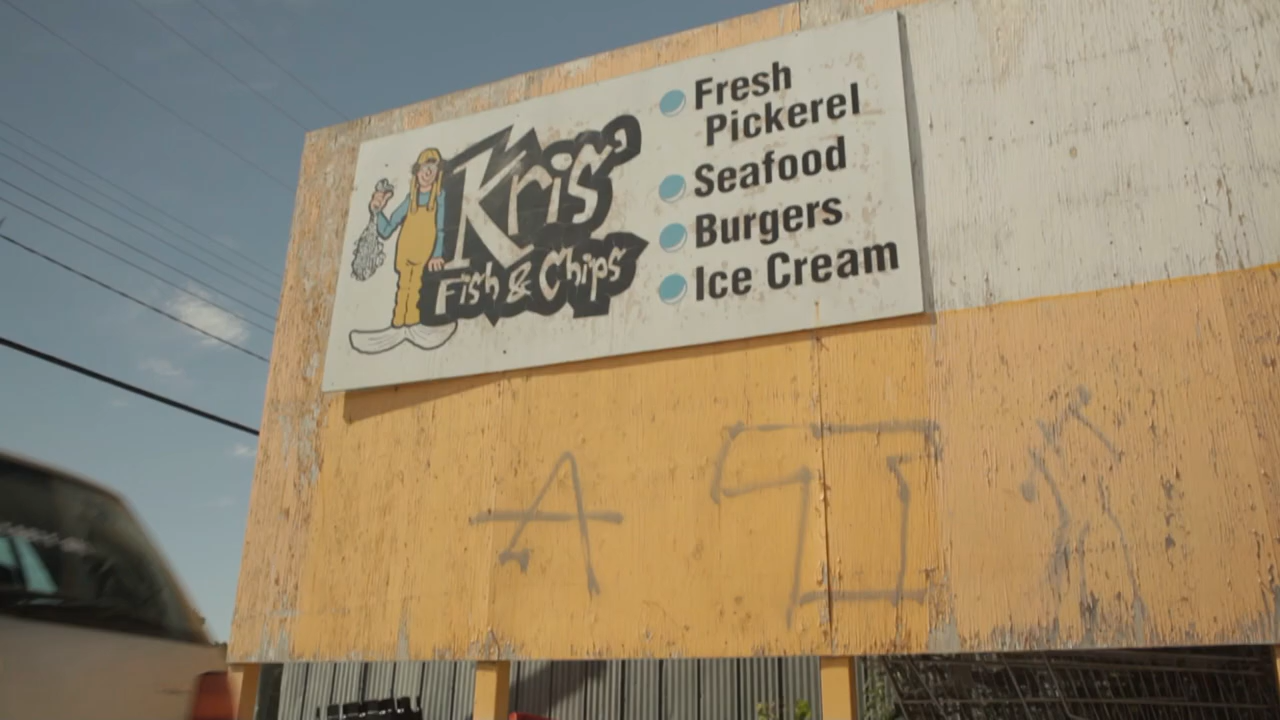 Kris'
Fish & Chips
Fresh
Pickerel
Seafood
Burgers
Ice Cream